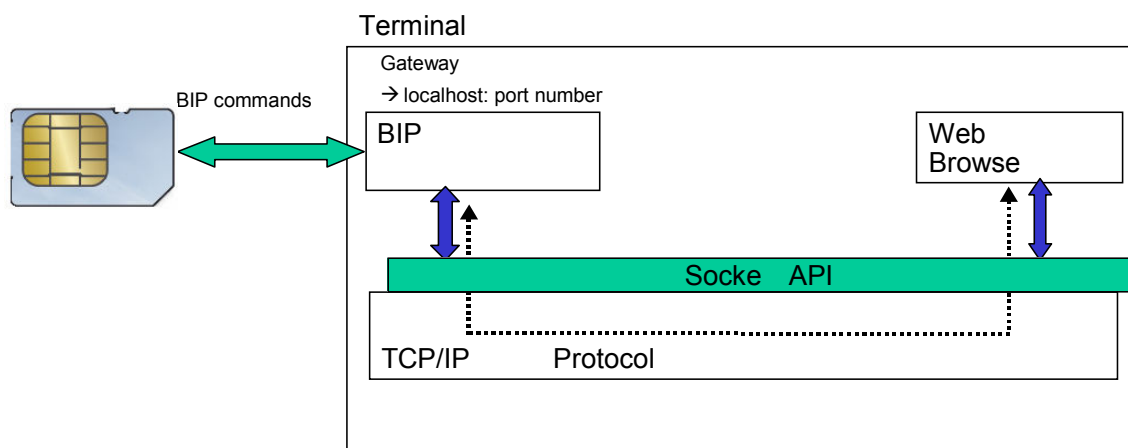 Terminal
Gateway
BIP commands
→ localhost: port number
BIP
Web
Browse
Socke API
TCP/IP Protocol